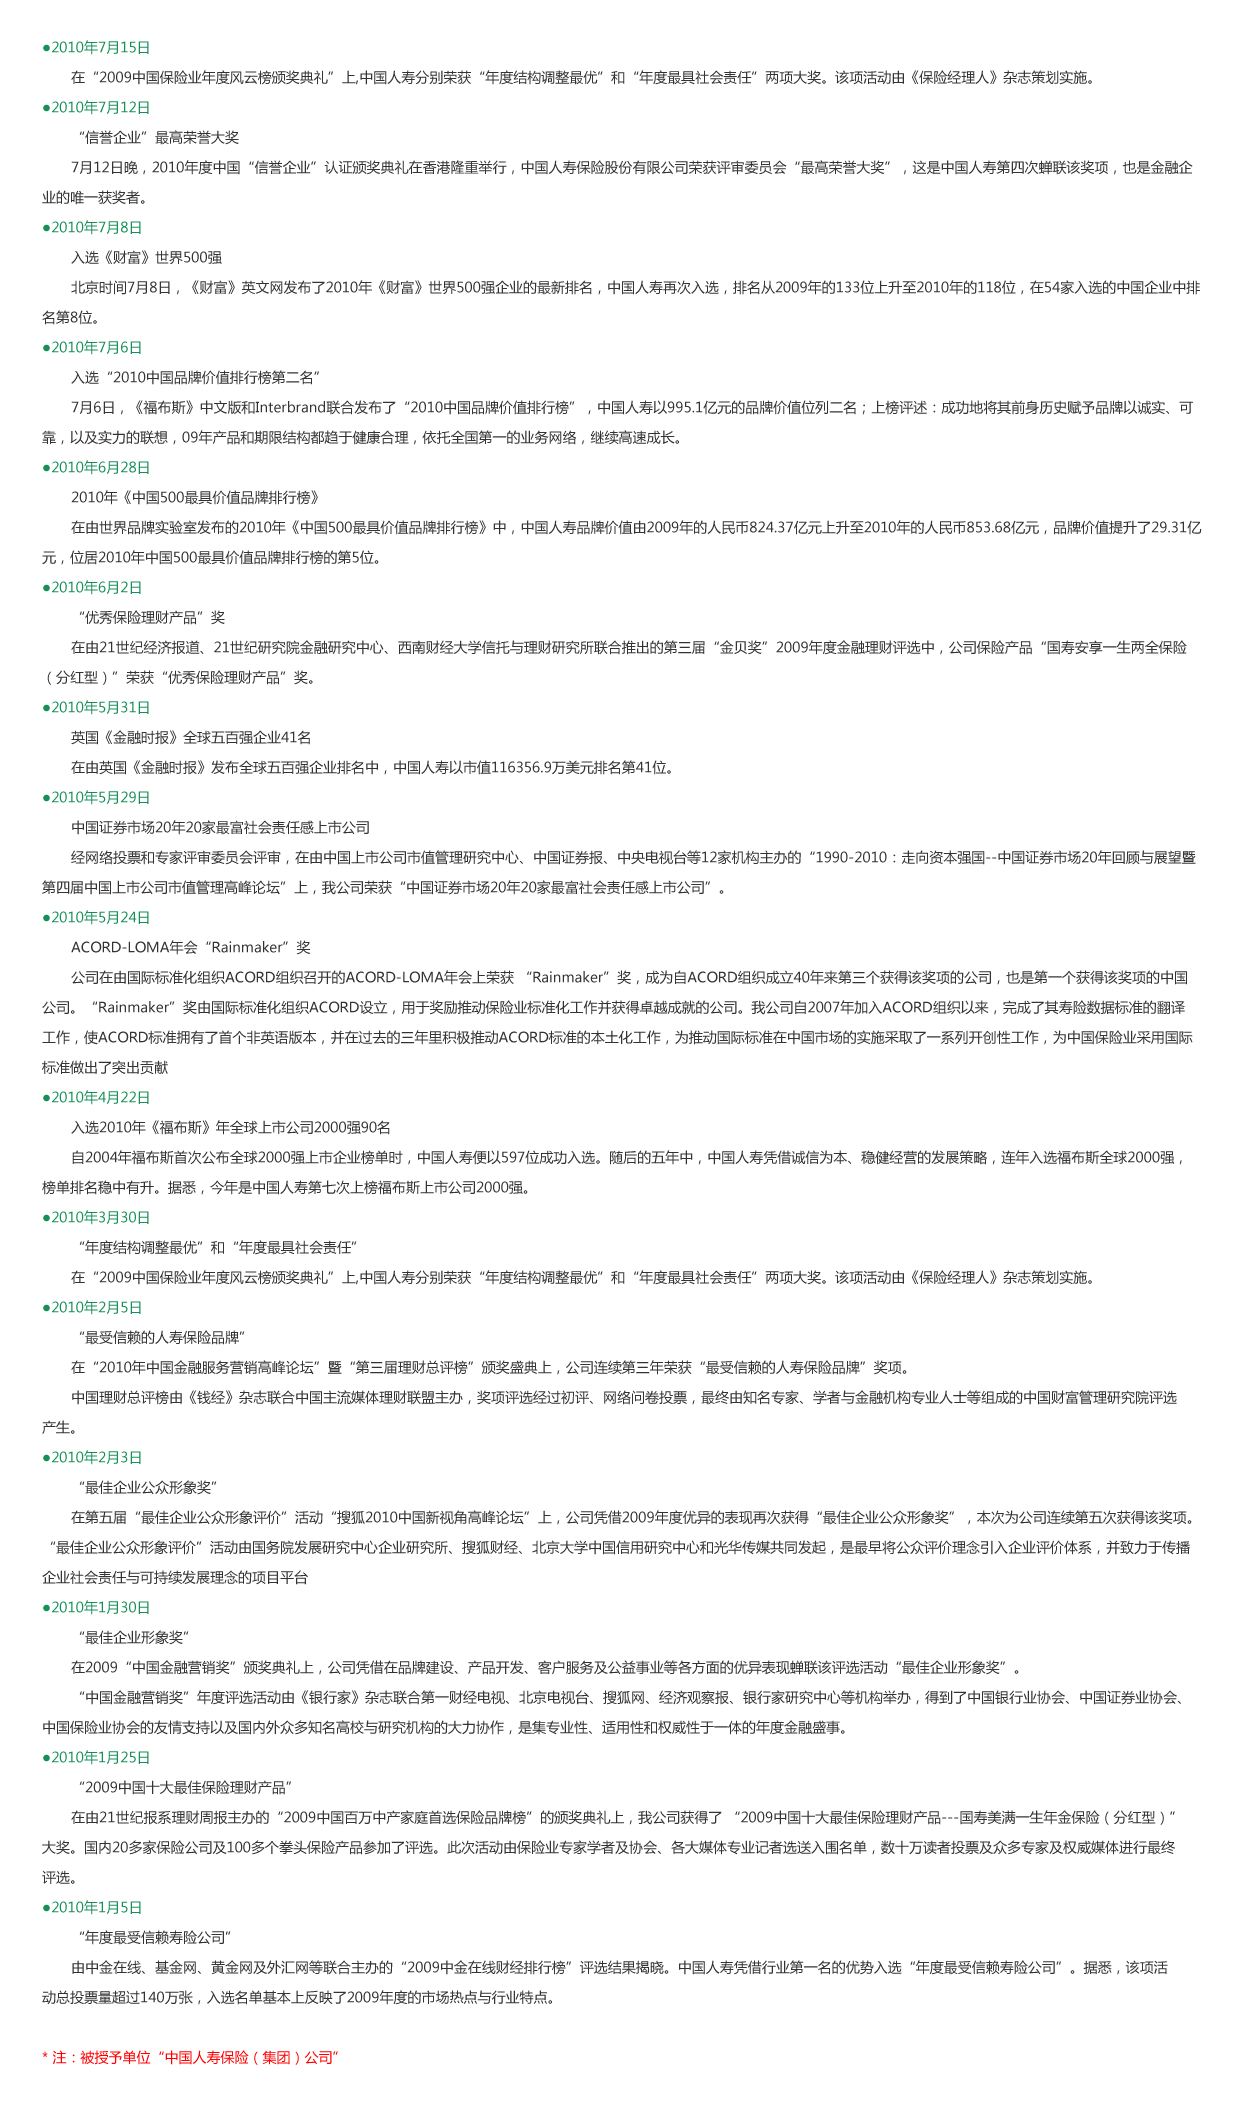 ●2010年7月15日
在“2009中国保险业年度风云榜颁奖典礼”上,中国人寿分别荣获“年度结构调整最优”和“年度最具社会责任”两项大奖。该项活动由《保险经理人》杂志策划实施。
●2010年7月12日
“信誉企业”最高荣誉大奖
7月12日晚，2010年度中国“信誉企业”认证颁奖典礼在香港隆重举行，中国人寿保险股份有限公司荣获评审委员会“最高荣誉大奖”，这是中国人寿第四次蝉联该奖项，也是金融企
业的唯一获奖者。
●2010年7月8日
入选《财富》世界500强
北京时间7月8日，《财富》英文网发布了2010年《财富》世界500强企业的最新排名，中国人寿再次入选，排名从2009年的133位上升至2010年的118位，在54家入选的中国企业中排
名第8位。
●2010年7月6日
入选“2010中国品牌价值排行榜第二名”
7月6日，《福布斯》中文版和Interbrand联合发布了“2010中国品牌价值排行榜”，中国人寿以995.1亿元的品牌价值位列二名；上榜评述：成功地将其前身历史赋予品牌以诚实、可
靠，以及实力的联想，09年产品和期限结构都趋于健康合理，依托全国第一的业务网络，继续高速成长。
●2010年6月28日
2010年《中国500最具价值品牌排行榜》
在由世界品牌实验室发布的2010年《中国500最具价值品牌排行榜》中，中国人寿品牌价值由2009年的人民币824.37亿元上升至2010年的人民币853.68亿元，品牌价值提升了29.31亿
元，位居2010年中国500最具价值品牌排行榜的第5位。
●2010年6月2日
“优秀保险理财产品”奖
在由21世纪经济报道、21世纪研究院金融研究中心、西南财经大学信托与理财研究所联合推出的第三届“金贝奖”2009年度金融理财评选中，公司保险产品“国寿安享一生两全保险
（分红型）”荣获“优秀保险理财产品”奖。
●2010年5月31日
英国《金融时报》全球五百强企业41名
在由英国《金融时报》发布全球五百强企业排名中，中国人寿以市值116356.9万美元排名第41位。
●2010年5月29日
中国证券市场20年20家最富社会责任感上市公司
经网络投票和专家评审委员会评审，在由中国上市公司市值管理研究中心、中国证券报、中央电视台等12家机构主办的“1990-2010：走向资本强国--中国证券市场20年回顾与展望暨
第四届中国上市公司市值管理高峰论坛”上，我公司荣获“中国证券市场20年20家最富社会责任感上市公司”。
●2010年5月24日
ACORD-LOMA年会“Rainmaker”奖
公司在由国际标准化组织ACORD组织召开的ACORD-LOMA年会上荣获 “Rainmaker”奖，成为自ACORD组织成立40年来第三个获得该奖项的公司，也是第一个获得该奖项的中国
公司。“Rainmaker”奖由国际标准化组织ACORD设立，用于奖励推动保险业标准化工作并获得卓越成就的公司。我公司自2007年加入ACORD组织以来，完成了其寿险数据标准的翻译
工作，使ACORD标准拥有了首个非英语版本，并在过去的三年里积极推动ACORD标准的本土化工作，为推动国际标准在中国市场的实施采取了一系列开创性工作，为中国保险业采用国际
标准做出了突出贡献
●2010年4月22日
入选2010年《福布斯》年全球上市公司2000强90名
自2004年福布斯首次公布全球2000强上市企业榜单时，中国人寿便以597位成功入选。随后的五年中，中国人寿凭借诚信为本、稳健经营的发展策略，连年入选福布斯全球2000强，
榜单排名稳中有升。据悉，今年是中国人寿第七次上榜福布斯上市公司2000强。
●2010年3月30日
“年度结构调整最优”和“年度最具社会责任”
在“2009中国保险业年度风云榜颁奖典礼”上,中国人寿分别荣获“年度结构调整最优”和“年度最具社会责任”两项大奖。该项活动由《保险经理人》杂志策划实施。
●2010年2月5日
“最受信赖的人寿保险品牌”
在“2010年中国金融服务营销高峰论坛”暨“第三届理财总评榜”颁奖盛典上，公司连续第三年荣获“最受信赖的人寿保险品牌”奖项。
中国理财总评榜由《钱经》杂志联合中国主流媒体理财联盟主办，奖项评选经过初评、网络问卷投票，最终由知名专家、学者与金融机构专业人士等组成的中国财富管理研究院评选
产生。
●2010年2月3日
“最佳企业公众形象奖”
在第五届“最佳企业公众形象评价”活动“搜狐2010中国新视角高峰论坛”上，公司凭借2009年度优异的表现再次获得“最佳企业公众形象奖”，本次为公司连续第五次获得该奖项。
“最佳企业公众形象评价”活动由国务院发展研究中心企业研究所、搜狐财经、北京大学中国信用研究中心和光华传媒共同发起，是最早将公众评价理念引入企业评价体系，并致力于传播
企业社会责任与可持续发展理念的项目平台
●2010年1月30日
“最佳企业形象奖”
在2009“中国金融营销奖”颁奖典礼上，公司凭借在品牌建设、产品开发、客户服务及公益事业等各方面的优异表现蝉联该评选活动“最佳企业形象奖”。
“中国金融营销奖”年度评选活动由《银行家》杂志联合第一财经电视、北京电视台、搜狐网、经济观察报、银行家研究中心等机构举办，得到了中国银行业协会、中国证券业协会、
中国保险业协会的友情支持以及国内外众多知名高校与研究机构的大力协作，是集专业性、适用性和权威性于一体的年度金融盛事。
●2010年1月25日
“2009中国十大最佳保险理财产品”
在由21世纪报系理财周报主办的“2009中国百万中产家庭首选保险品牌榜”的颁奖典礼上，我公司获得了 “2009中国十大最佳保险理财产品---国寿美满一生年金保险（分红型）”
大奖。国内20多家保险公司及100多个拳头保险产品参加了评选。此次活动由保险业专家学者及协会、各大媒体专业记者选送入围名单，数十万读者投票及众多专家及权威媒体进行最终
评选。
●2010年1月5日
“年度最受信赖寿险公司”
由中金在线、基金网、黄金网及外汇网等联合主办的“2009中金在线财经排行榜”评选结果揭晓。中国人寿凭借行业第一名的优势入选“年度最受信赖寿险公司”。据悉，该项活
动总投票量超过140万张，入选名单基本上反映了2009年度的市场热点与行业特点。
* 注：被授予单位“中国人寿保险（集团）公司”